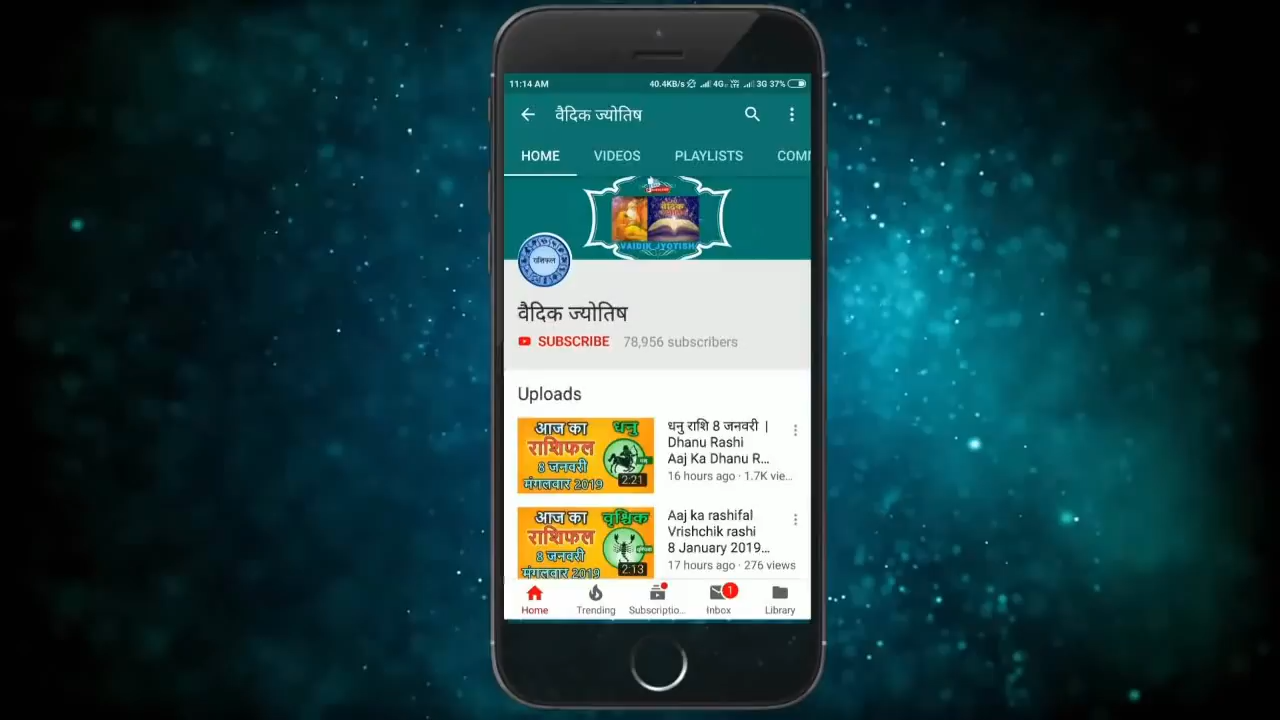 11:14 AM 40.4KB/s 4G 3G 37%
वैदिक ज्योतिष
HOME VIDEOS PLAYLISTS COM
वैदिक
VAIDIK JYOTISH
राशिफल
वैदिक ज्योतिष
SUBSCRIBE 78,956 subscribers
Uploads
आज का धनु
राशिफल
8 जनवरी
मंगलवार 2019
2:21
धनु राशि 8 जनवरी |
Dhanu Rashi
Aaj Ka Dhanu R...
16 hours ago · 1.7K vie...
आज का वृश्चिक
राशिफल
8 जनवरी
मंगलवार 2019
2:13
Aaj ka rashifal
Vrishchik rashi
8 January 2019...
17 hours ago · 276 views
1
Home Trending Subscriptio... Inbox Library